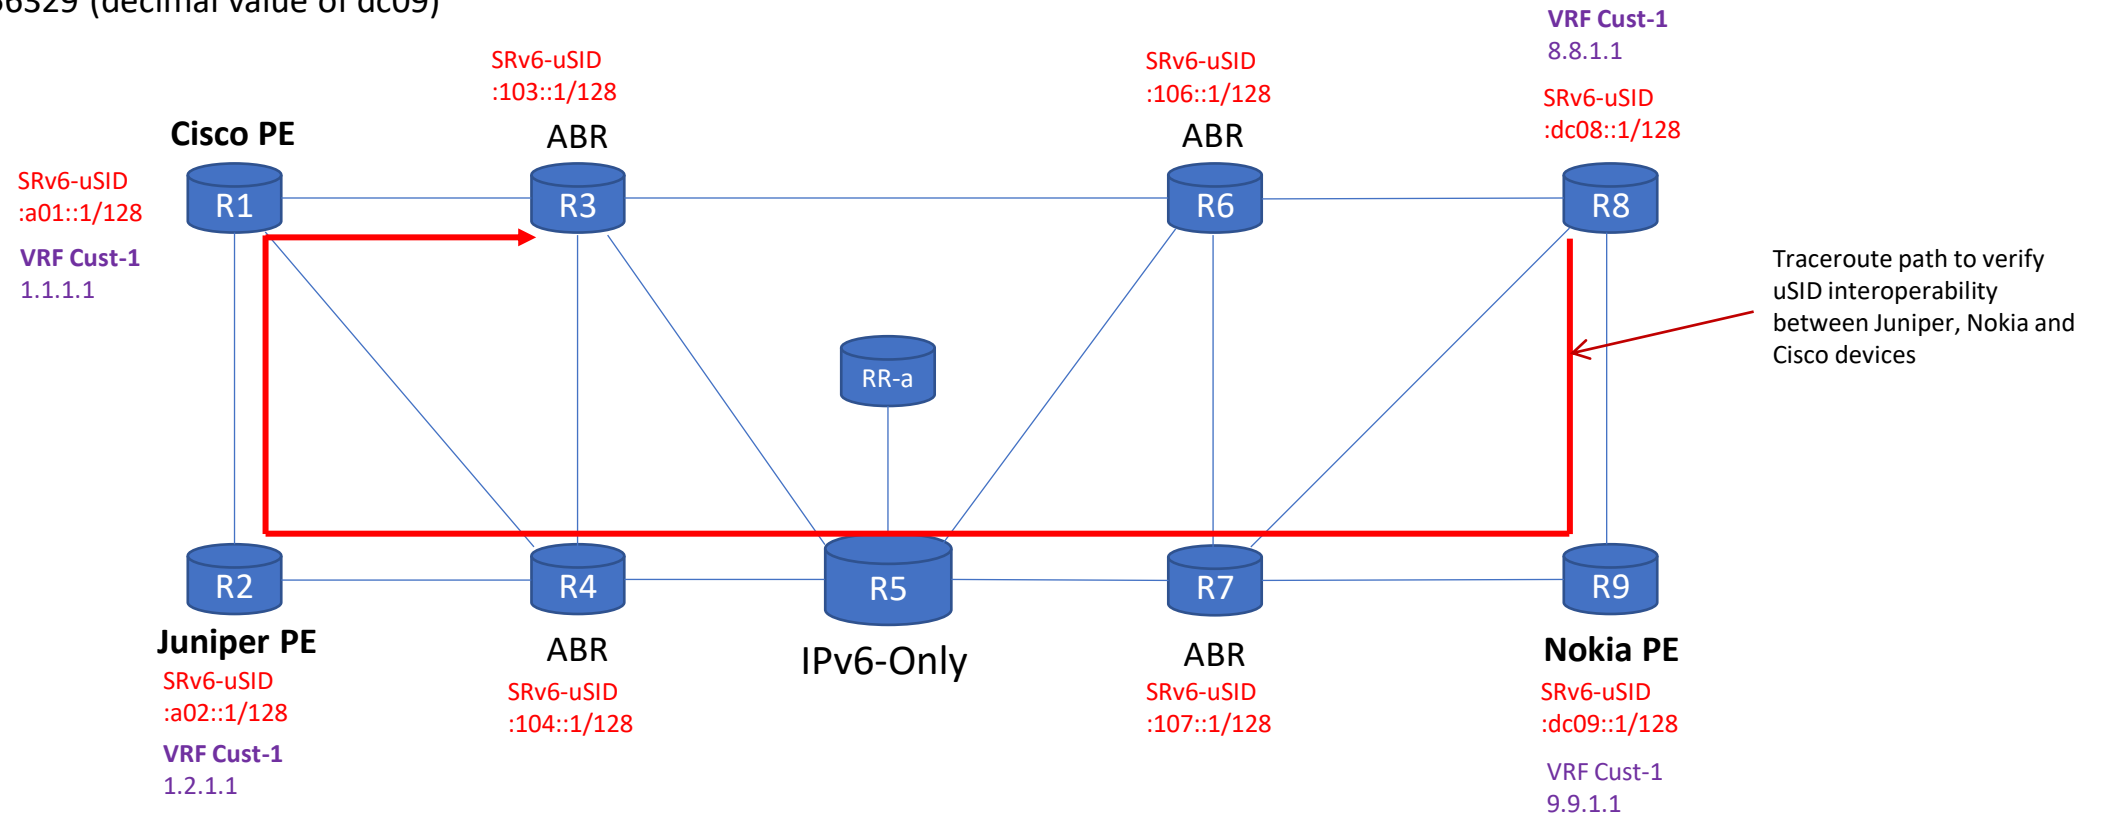 (decimal value of dc09)
VRF Cust-1
8.8.1.1
SRv6-uSID
:103::1/128
SRv6-uSID
:106::1/128
SRv6-uSID
:dc08::1/128
Cisco PE
ABR
ABR
SRv6-uSID
:a01::1/128
R1
R3
R6
R8
VRF Cust-1
1.1.1.1
Traceroute path to verify
uSID interoperability
between Juniper, Nokia and
Cisco devices
RR-a
R2
R4
R5
R7
R9
Juniper PE
ABR
IPv6-Only
ABR
Nokia PE
SRv6-uSID
:a02::1/128
SRv6-uSID
:104::1/128
SRv6-uSID
:107::1/128
SRv6-uSID
:dc09::1/128
VRF Cust-1
1.2.1.1
VRF Cust-1
9.9.1.1